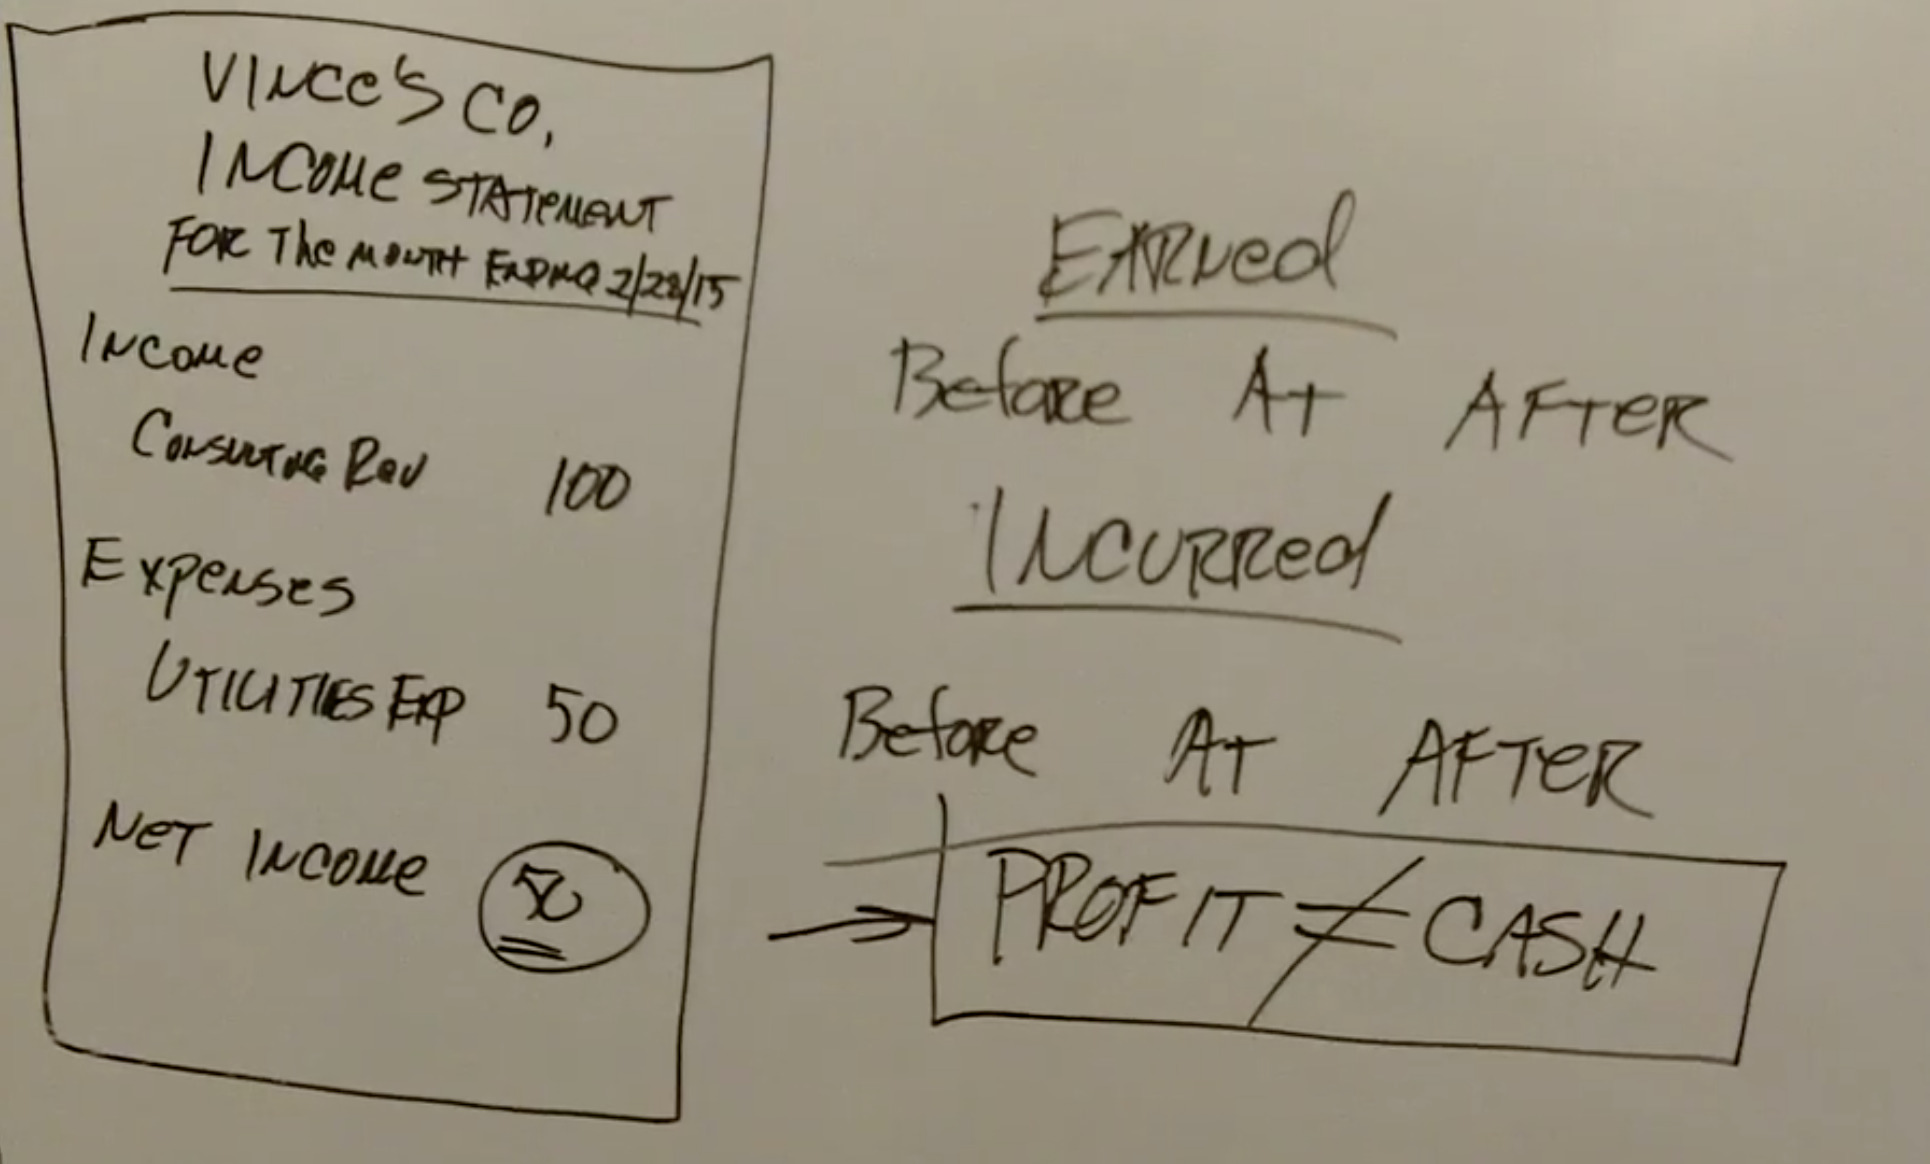 VINCE'S CO.
INCOME STATEMENT
FOR THE MONTH ENDING 2/28/15
INCOME
CONSULTING REV 100
EXPENSES
UTILITIES EXP 50
NET INCOME 50
EARNED
BEFORE AT AFTER
INCURRED
BEFORE AT AFTER
PROFIT ≠ CASH